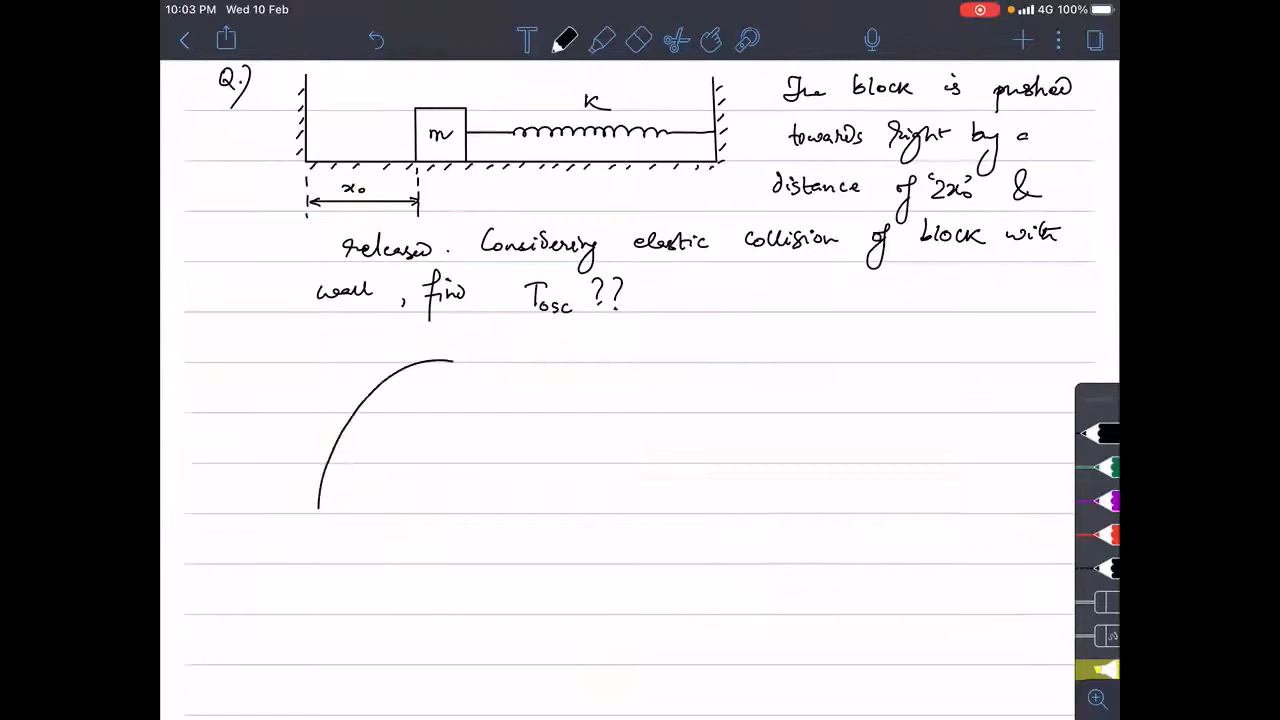 10:03 PM Wed 10 Feb
4G 100%
Q.)
K
m
x₀
The block is pushed
towards right by a
distance of '2x₀' &
released. Considering elastic collision of block with
wall, find Tosc ??